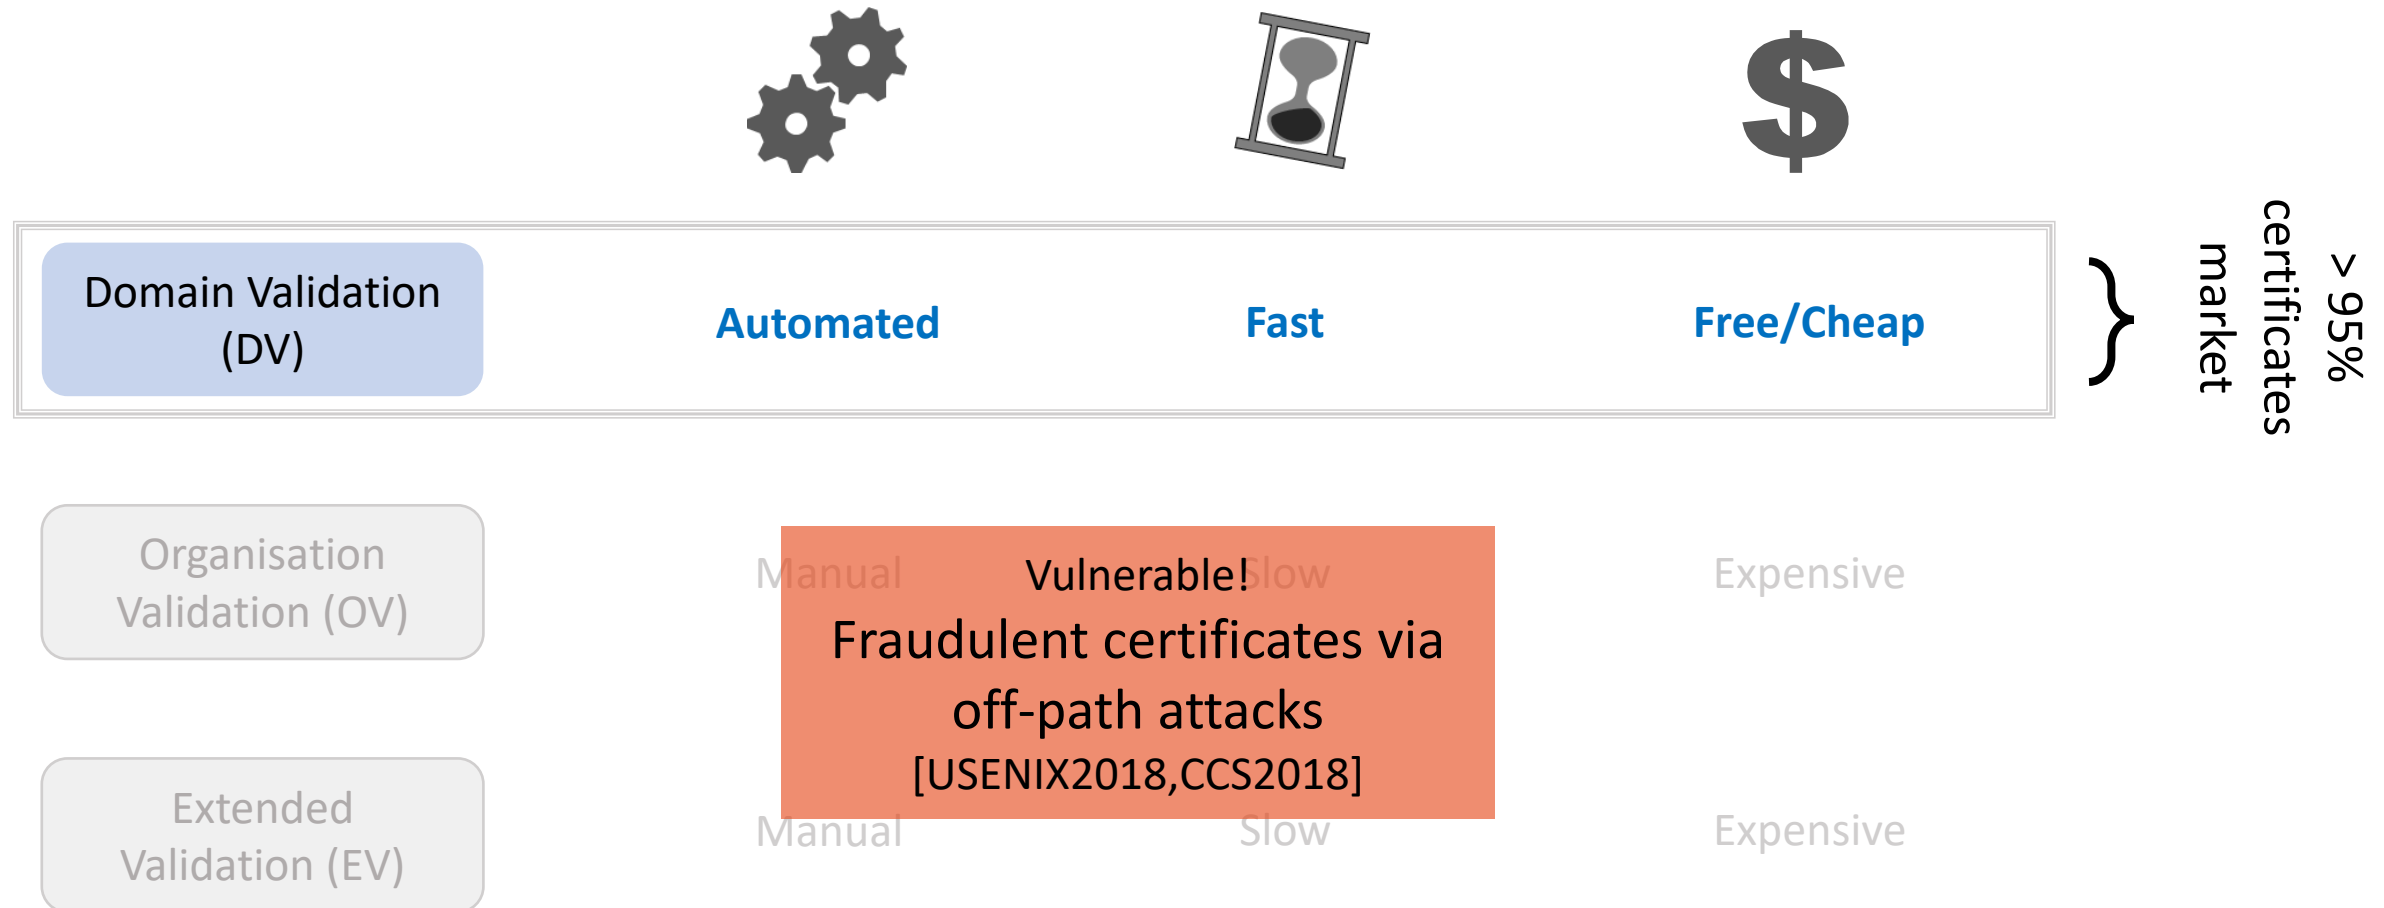 Domain Validation
(DV)
Automated
Fast
Free/Cheap
> 95%
certificates
market
Organisation
Validation (OV)
Manual
Slow
Expensive
Vulnerable!
Fraudulent certificates via
off-path attacks
[USENIX2018,CCS2018]
Extended
Validation (EV)
Manual
Slow
Expensive
$